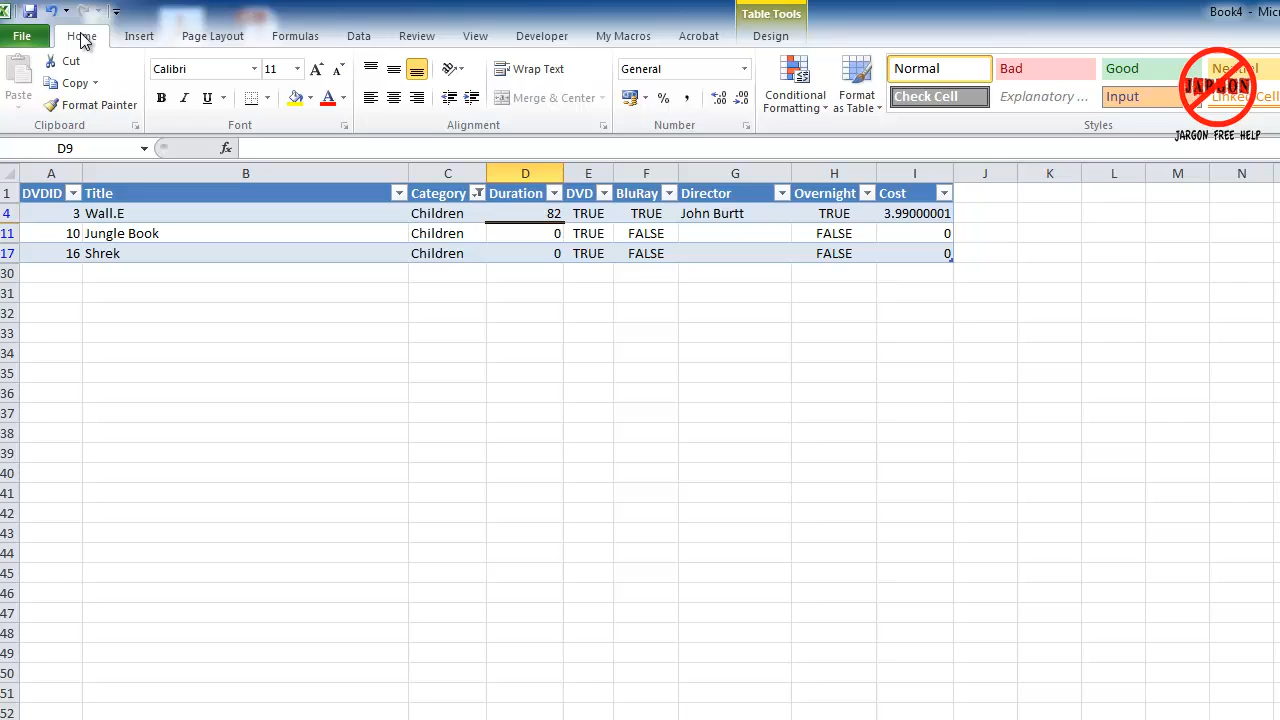 Table Tools
Book4 - Micr
File Home Insert Page Layout Formulas Data Review View Developer My Macros Acrobat Design
Cut
Copy
Format Painter
Paste
Clipboard
Calibri 11
B I U A
Font
Wrap Text
Merge & Center
Alignment
General
%
Number
Conditional
Formatting
Format
as Table
Normal Bad Good Neutral
Check Cell Explanatory ... Input Linked Cell
Styles
JARGON
JARGON FREE HELP
D9 fx
A B C D E F G H I J K L M N
1 DVDID Title Category Duration DVD BluRay Director Overnight Cost
4 3 Wall.E Children 82 TRUE TRUE John Burtt TRUE 3.99000001
11 10 Jungle Book Children 0 TRUE FALSE FALSE 0
17 16 Shrek Children 0 TRUE FALSE FALSE 0
30
31
32
33
34
35
36
37
38
39
40
41
42
43
44
45
46
47
48
49
50
51
52